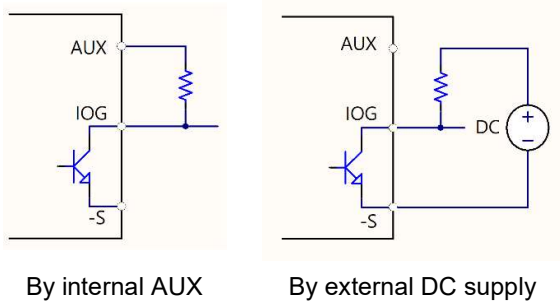 AUX
IOG
-S
By internal AUX
AUX
IOG
DC
+
−
-S
By external DC supply